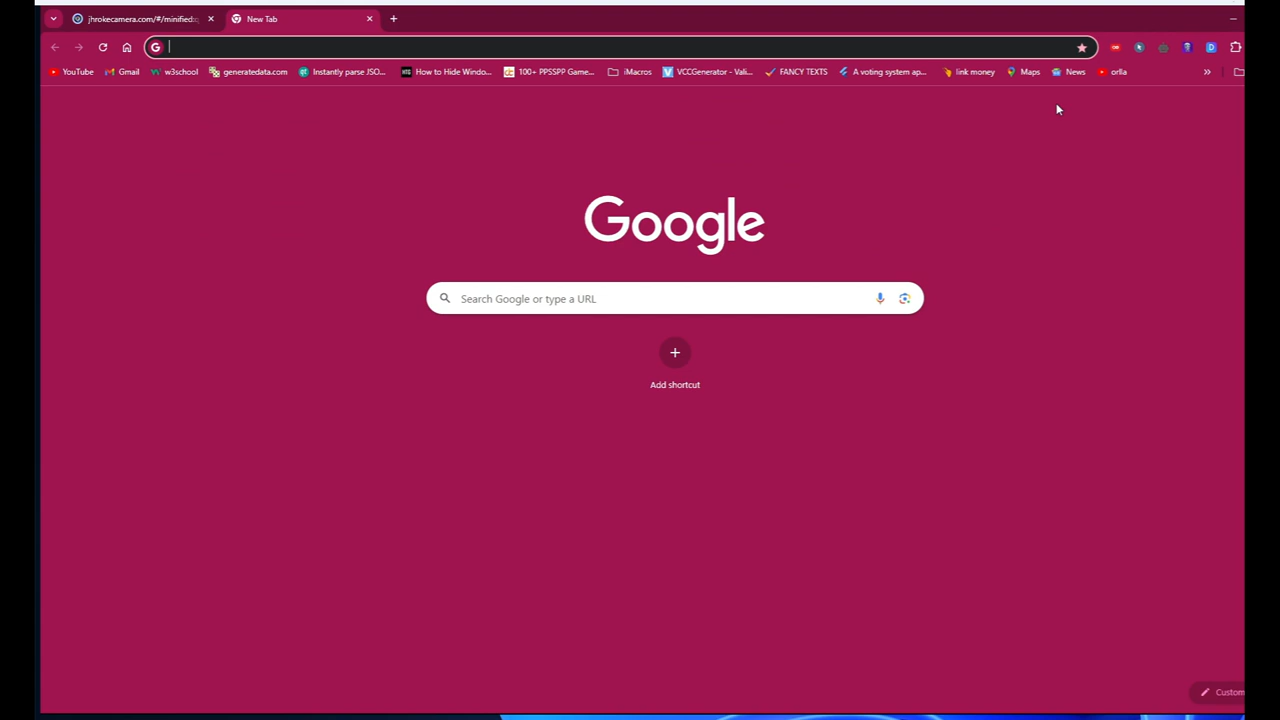 jhrokecamera.com/#/minifiedx
New Tab
YouTube Gmail w3school generatedata.com Instantly parse JSO... How to Hide Windo... 100+ PPSSPP Game... iMacros VCCGenerator - Vali... FANCY TEXTS A voting system ap... link money Maps News orlla
Google
Search Google or type a URL
Add shortcut
Custom